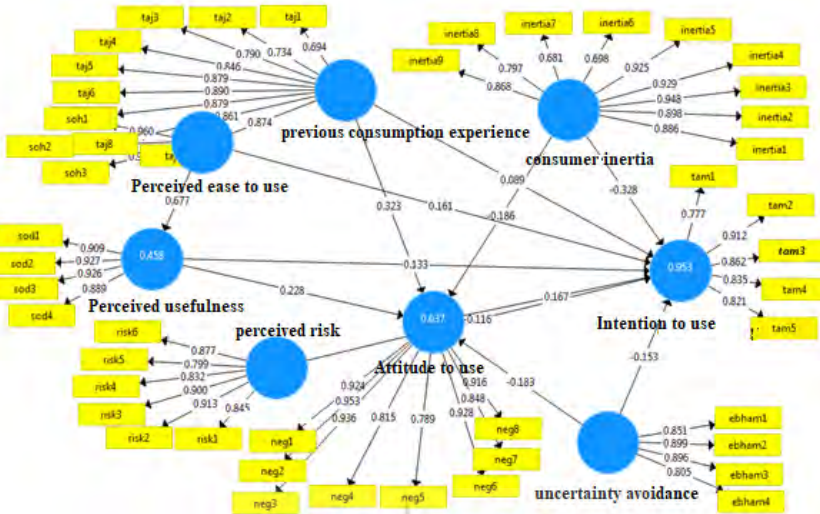 taj3
taj2
taj1
inertia7
inertia6
taj4
inertia8
inertia5
0.790
0.734
0.694
0.681
0.698
taj5
0.846
inertia9
0.797
0.925
inertia4
0.879
0.868
0.929
taj6
0.890
0.948
inertia3
0.879
0.898
soh1
0.861
0.874
0.886
inertia2
0.960
previous consumption experience
soh2
taj8
inertia1
soh3
consumer inertia
tam1
Perceived ease to use
0.089
0.677
0.323
0.161
-0.186
-0.328
0.777
tam2
sod1
0.909
0.912
sod2
0.927
0.458
0.133
0.953
0.862
tam3
sod3
0.926
0.835
tam4
0.889
0.228
0.167
0.821
sod4
Perceived usefulness
0.637
-0.116
Intention to use
tam5
risk6
perceived risk
0.877
Attitude to use
-0.153
risk5
0.799
0.916
-0.183
risk4
0.832
0.924
0.848
0.900
0.953
0.815
0.789
0.928
risk3
0.913
0.845
0.936
neg8
0.851
ebham1
risk2
risk1
neg1
0.899
ebham2
neg7
0.896
neg2
0.805
ebham3
neg3
neg4
neg5
neg6
uncertainty avoidance
ebham4